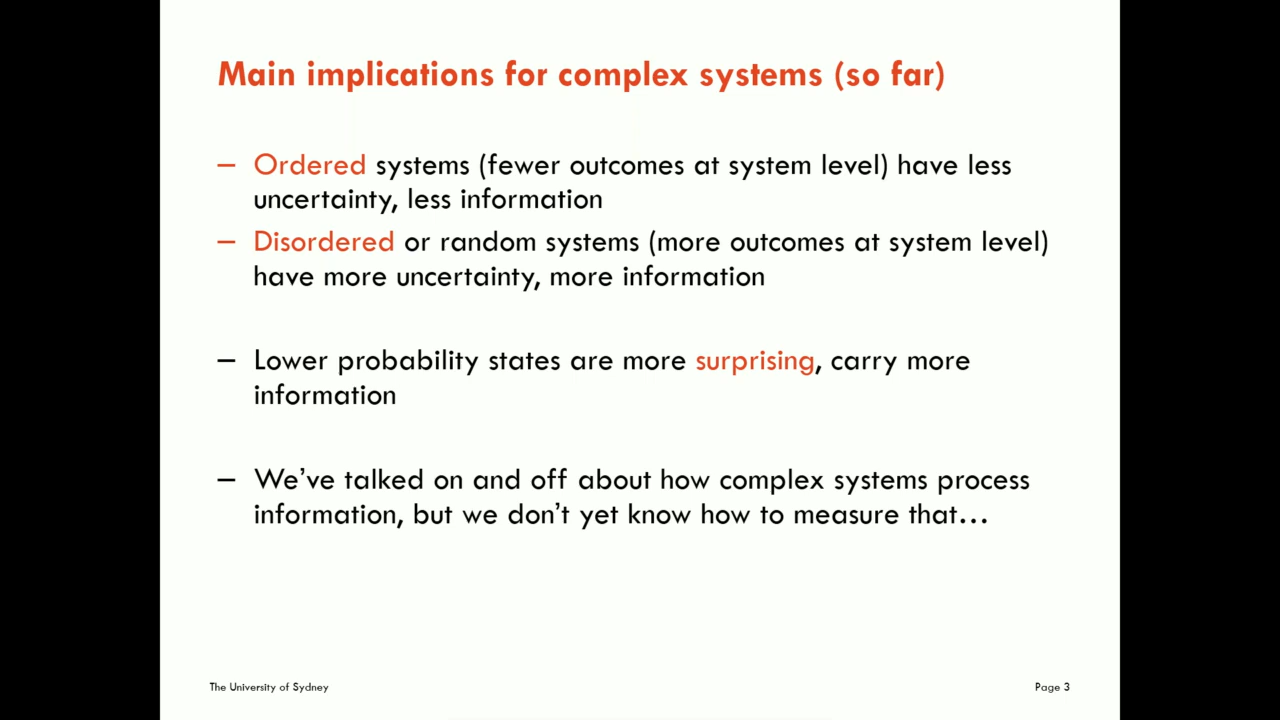 Main implications for complex systems (so far)
– Ordered systems (fewer outcomes at system level) have less
uncertainty, less information
– Disordered or random systems (more outcomes at system level)
have more uncertainty, more information
– Lower probability states are more surprising, carry more
information
– We’ve talked on and off about how complex systems process
information, but we don’t yet know how to measure that…
The University of Sydney
Page 3